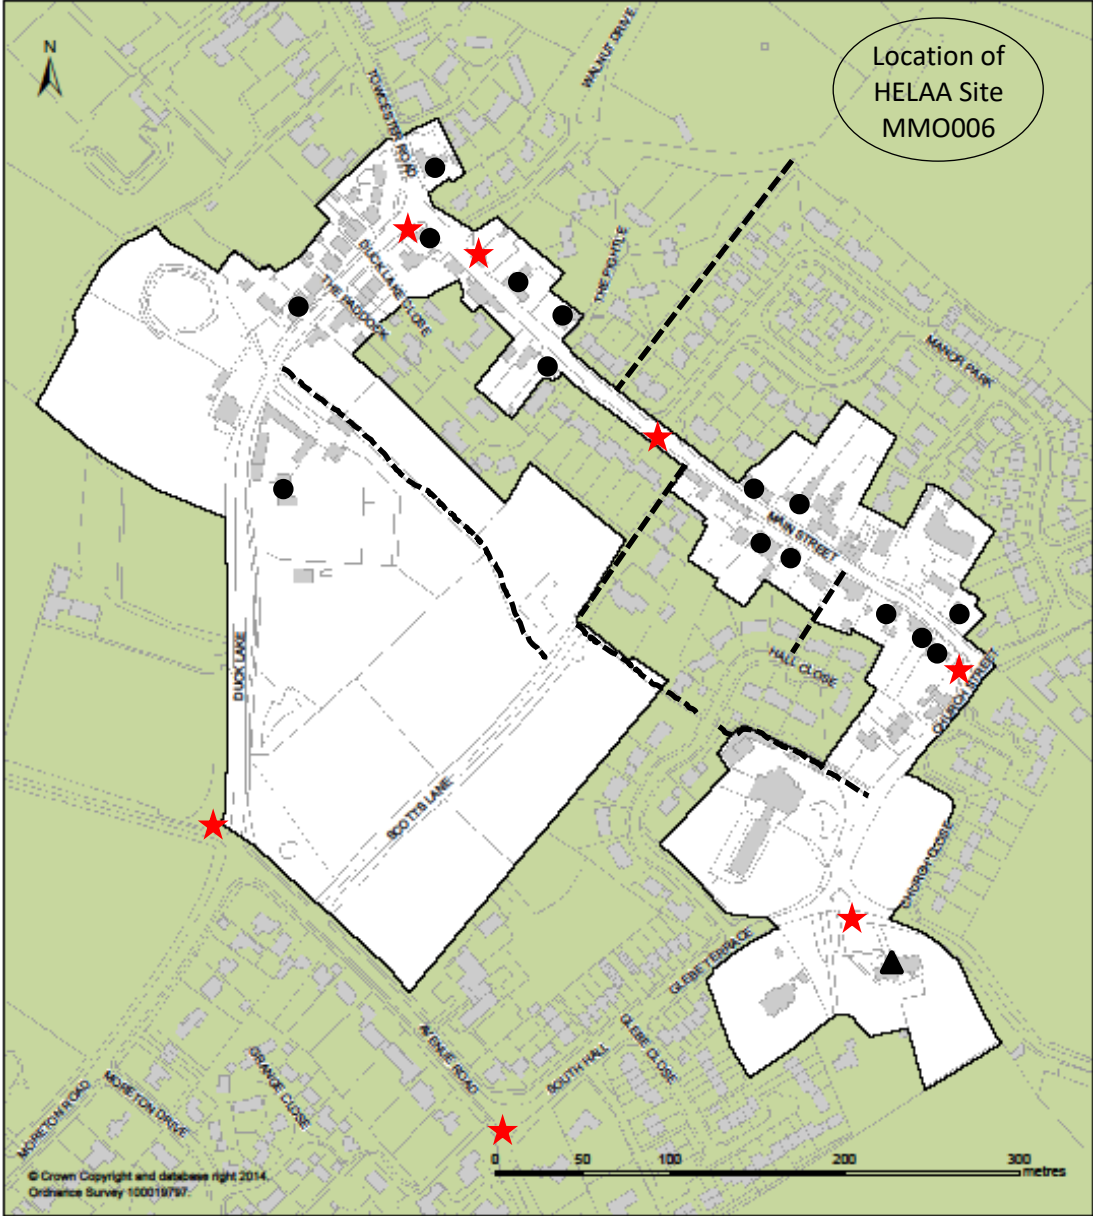 Location of
HELAA Site
MMO006
N
TOWCESTER ROAD
WALNUT DRIVE
DUCK LANE CLOSE
THE PADDOCK
THE PIGHTLE
MANOR PARK
MAIN STREET
HALL CLOSE
CHURCH STREET
DUCK LAKE
SCOTTS LANE
CHURCH CLOSE
GLEBE TERRACE
GLEBE CLOSE
SOUTH HALL
AVENUE ROAD
GRANGE CLOSE
MORETON DRIVE
MORETON ROAD
0 50 100 200 300
metres
© Crown Copyright and database right 2014.
Ordnance Survey 100019797.